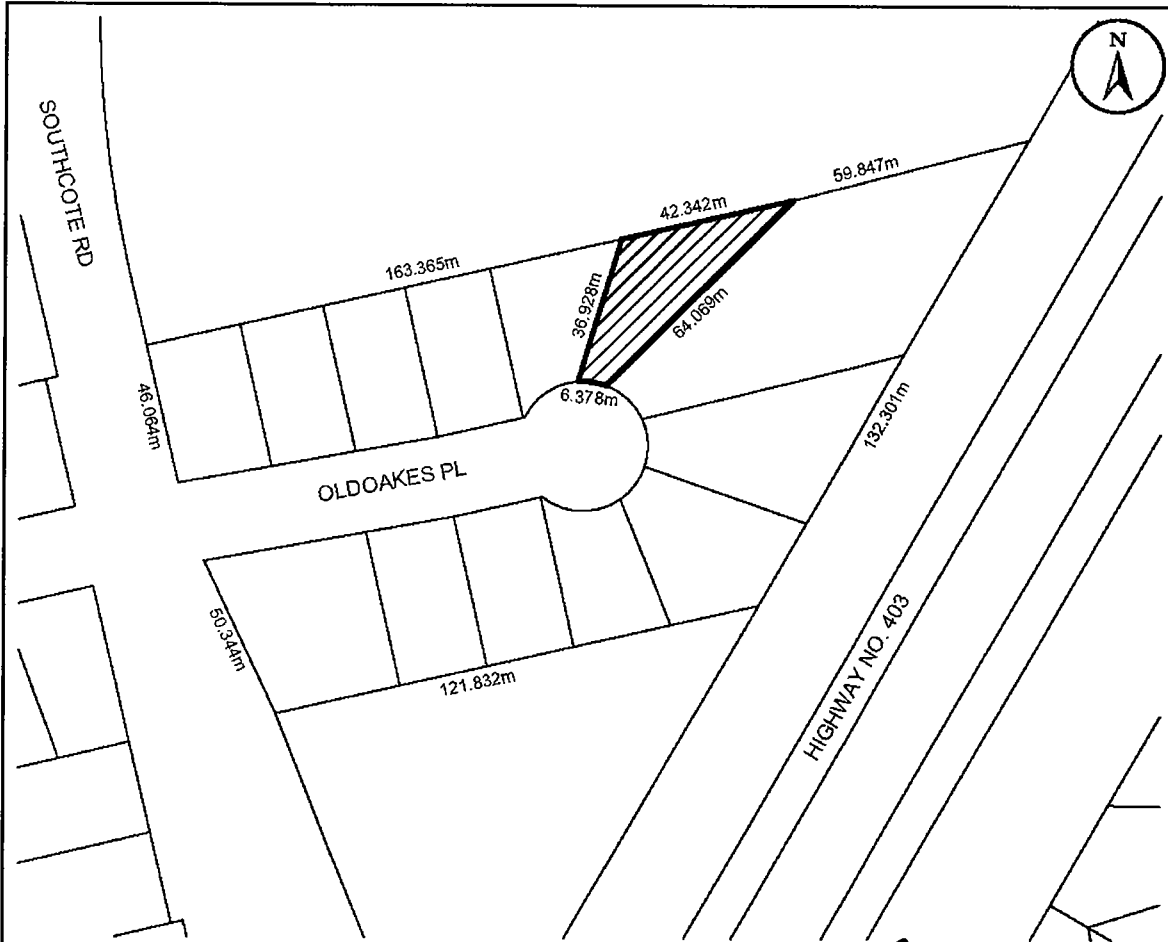 N
SOUTHCOTE RD
59.847m
42.342m
163.365m
36.928m
64.069m
46.064m
6.378m
132.301m
OLDOAKES PL
50.344m
121.832m
HIGHWAY NO. 403